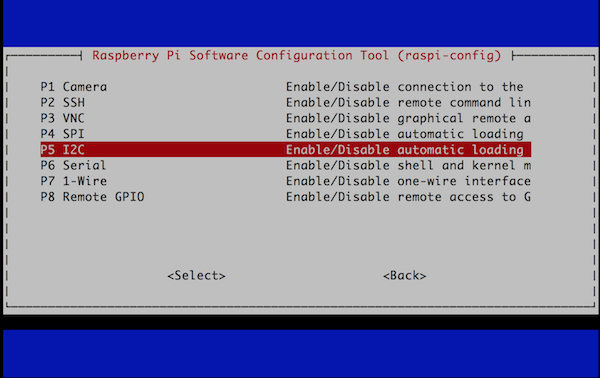 Raspberry Pi Software Configuration Tool (raspi-config)
P1 Camera Enable/Disable connection to the
P2 SSH Enable/Disable remote command lin
P3 VNC Enable/Disable graphical remote a
P4 SPI Enable/Disable automatic loading
P5 I2C Enable/Disable automatic loading
P6 Serial Enable/Disable shell and kernel m
P7 1-Wire Enable/Disable one-wire interface
P8 Remote GPIO Enable/Disable remote access to G
<Select> <Back>